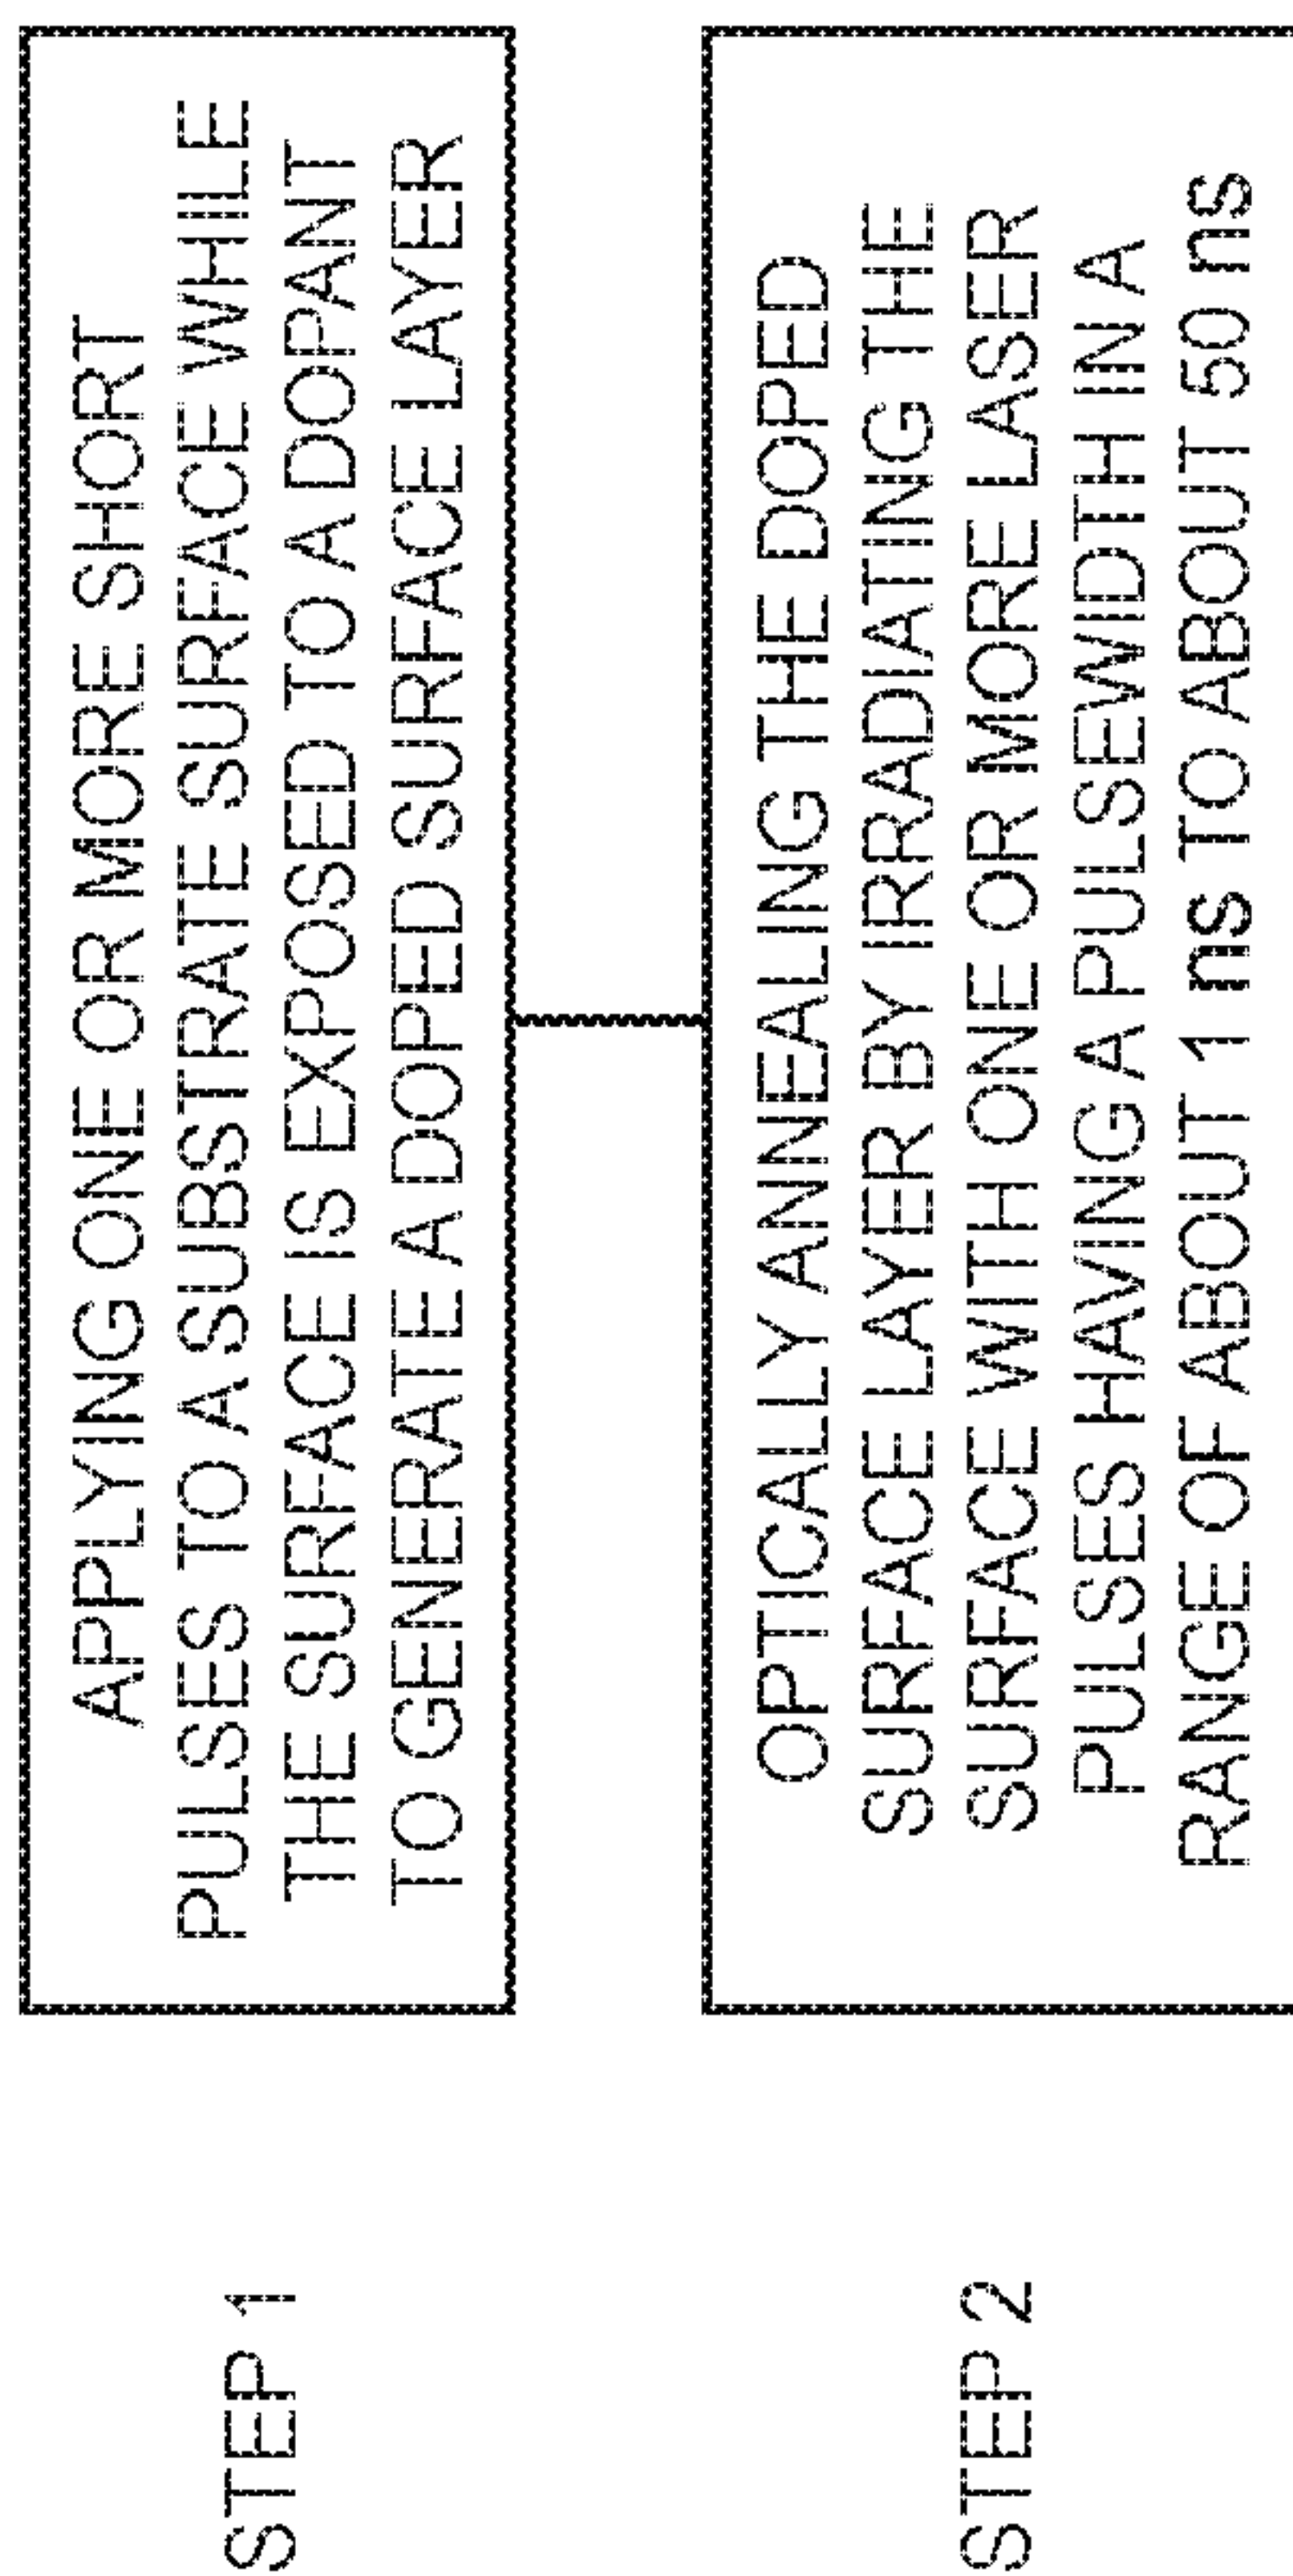 STEP 1
APPLYING ONE OR MORE SHORT
PULSES TO A SUBSTRATE SURFACE WHILE
THE SURFACE IS EXPOSED TO A DOPANT
TO GENERATE A DOPED SURFACE LAYER
STEP 2
OPTICALLY ANNEALING THE DOPED
SURFACE LAYER BY IRRADIATING THE
SURFACE WITH ONE OR MORE LASER
PULSES HAVING A PULSEWIDTH IN A
RANGE OF ABOUT 1 ns TO ABOUT 50 ns